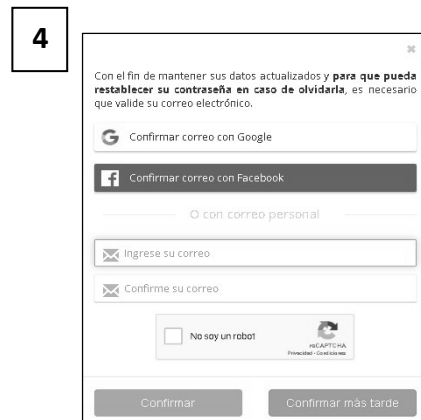 4
Con el fin de mantener sus datos actualizados y para que pueda
restablecer su contraseña en caso de olvidarla, es necesario
que valide su correo electrónico.
Confirmar correo con Google
Confirmar correo con Facebook
O con correo personal
Ingrese su correo
Confirme su correo
No soy un robot
reCAPTCHA
Privacidad - Condiciones
Confirmar
Confirmar más tarde